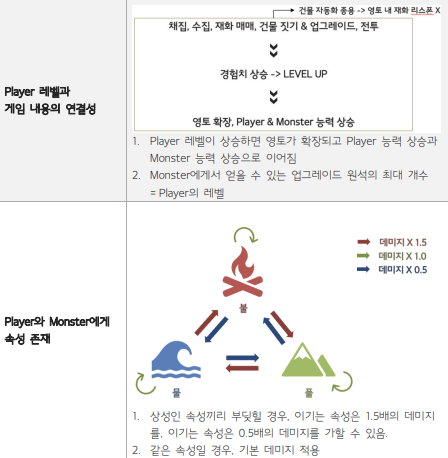 건물 자동화 종용 -> 영토 내 재화 리스폰 X
채집, 수집, 재화 매매, 건물 짓기 & 업그레이드, 전투
경험치 상승 -> LEVEL UP
영토 확장, Player & Monster 능력 상승
Player 레벨과
게임 내용의 연결성
1. Player 레벨이 상승하면 영토가 확장되고 Player 능력 상승과
Monster 능력 상승으로 이어짐
2. Monster에게서 얻을 수 있는 업그레이드 원석의 최대 개수
= Player의 레벨
데미지 X 1.5
데미지 X 1.0
데미지 X 0.5
불
Player와 Monster에게
속성 존재
물
풀
1. 상성인 속성끼리 부딪힐 경우, 이기는 속성은 1.5배의 데미지
를, 이기는 속성은 0.5배의 데미지를 가할 수 있음.
2. 같은 속성일 경우, 기본 데미지 적용